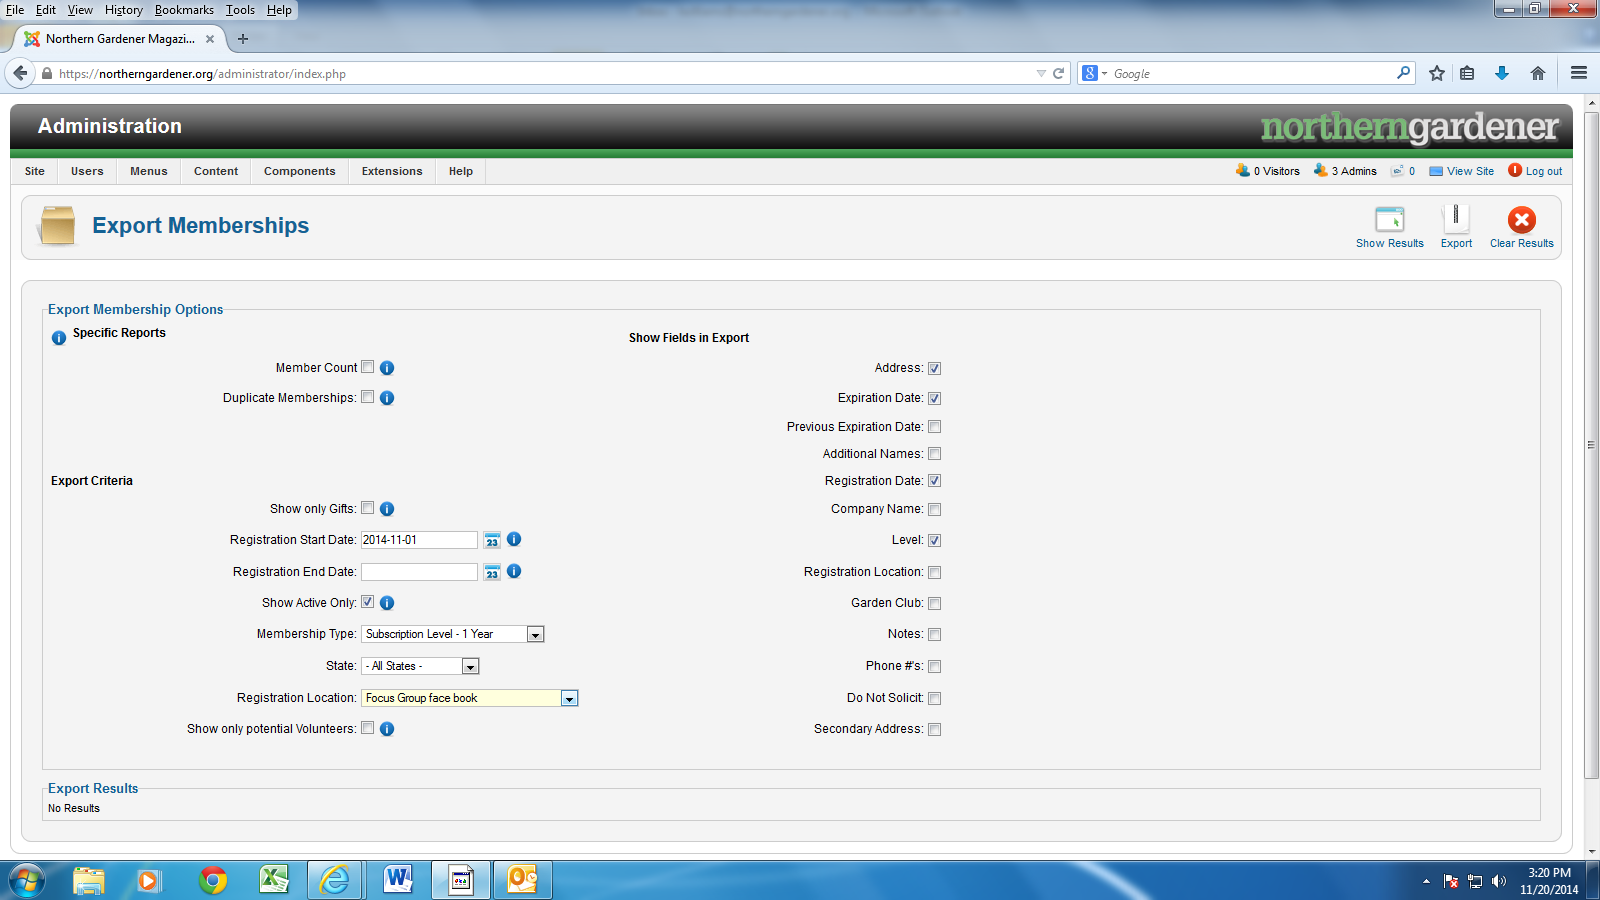 File Edit View History Bookmarks Tools Help
Northern Gardener Magazi...
https://northerngardener.org/administrator/index.php
Google
Administration
northerngardener
Site Users Menus Content Components Extensions Help
0 Visitors 3 Admins 0 View Site Log out
Export Memberships
Show Results Export Clear Results
Export Membership Options
Specific Reports
Show Fields in Export
Member Count
Address:
Duplicate Memberships:
Expiration Date:
Previous Expiration Date:
Additional Names:
Export Criteria
Registration Date:
Show only Gifts:
Company Name:
Registration Start Date: 2014-11-01 23
Level:
Registration End Date: 23
Registration Location:
Show Active Only:
Garden Club:
Membership Type: Subscription Level - 1 Year
Notes:
State: - All States -
Phone #'s:
Registration Location: Focus Group face book
Do Not Solicit:
Show only potential Volunteers:
Secondary Address:
Export Results
No Results
3:20 PM
11/20/2014